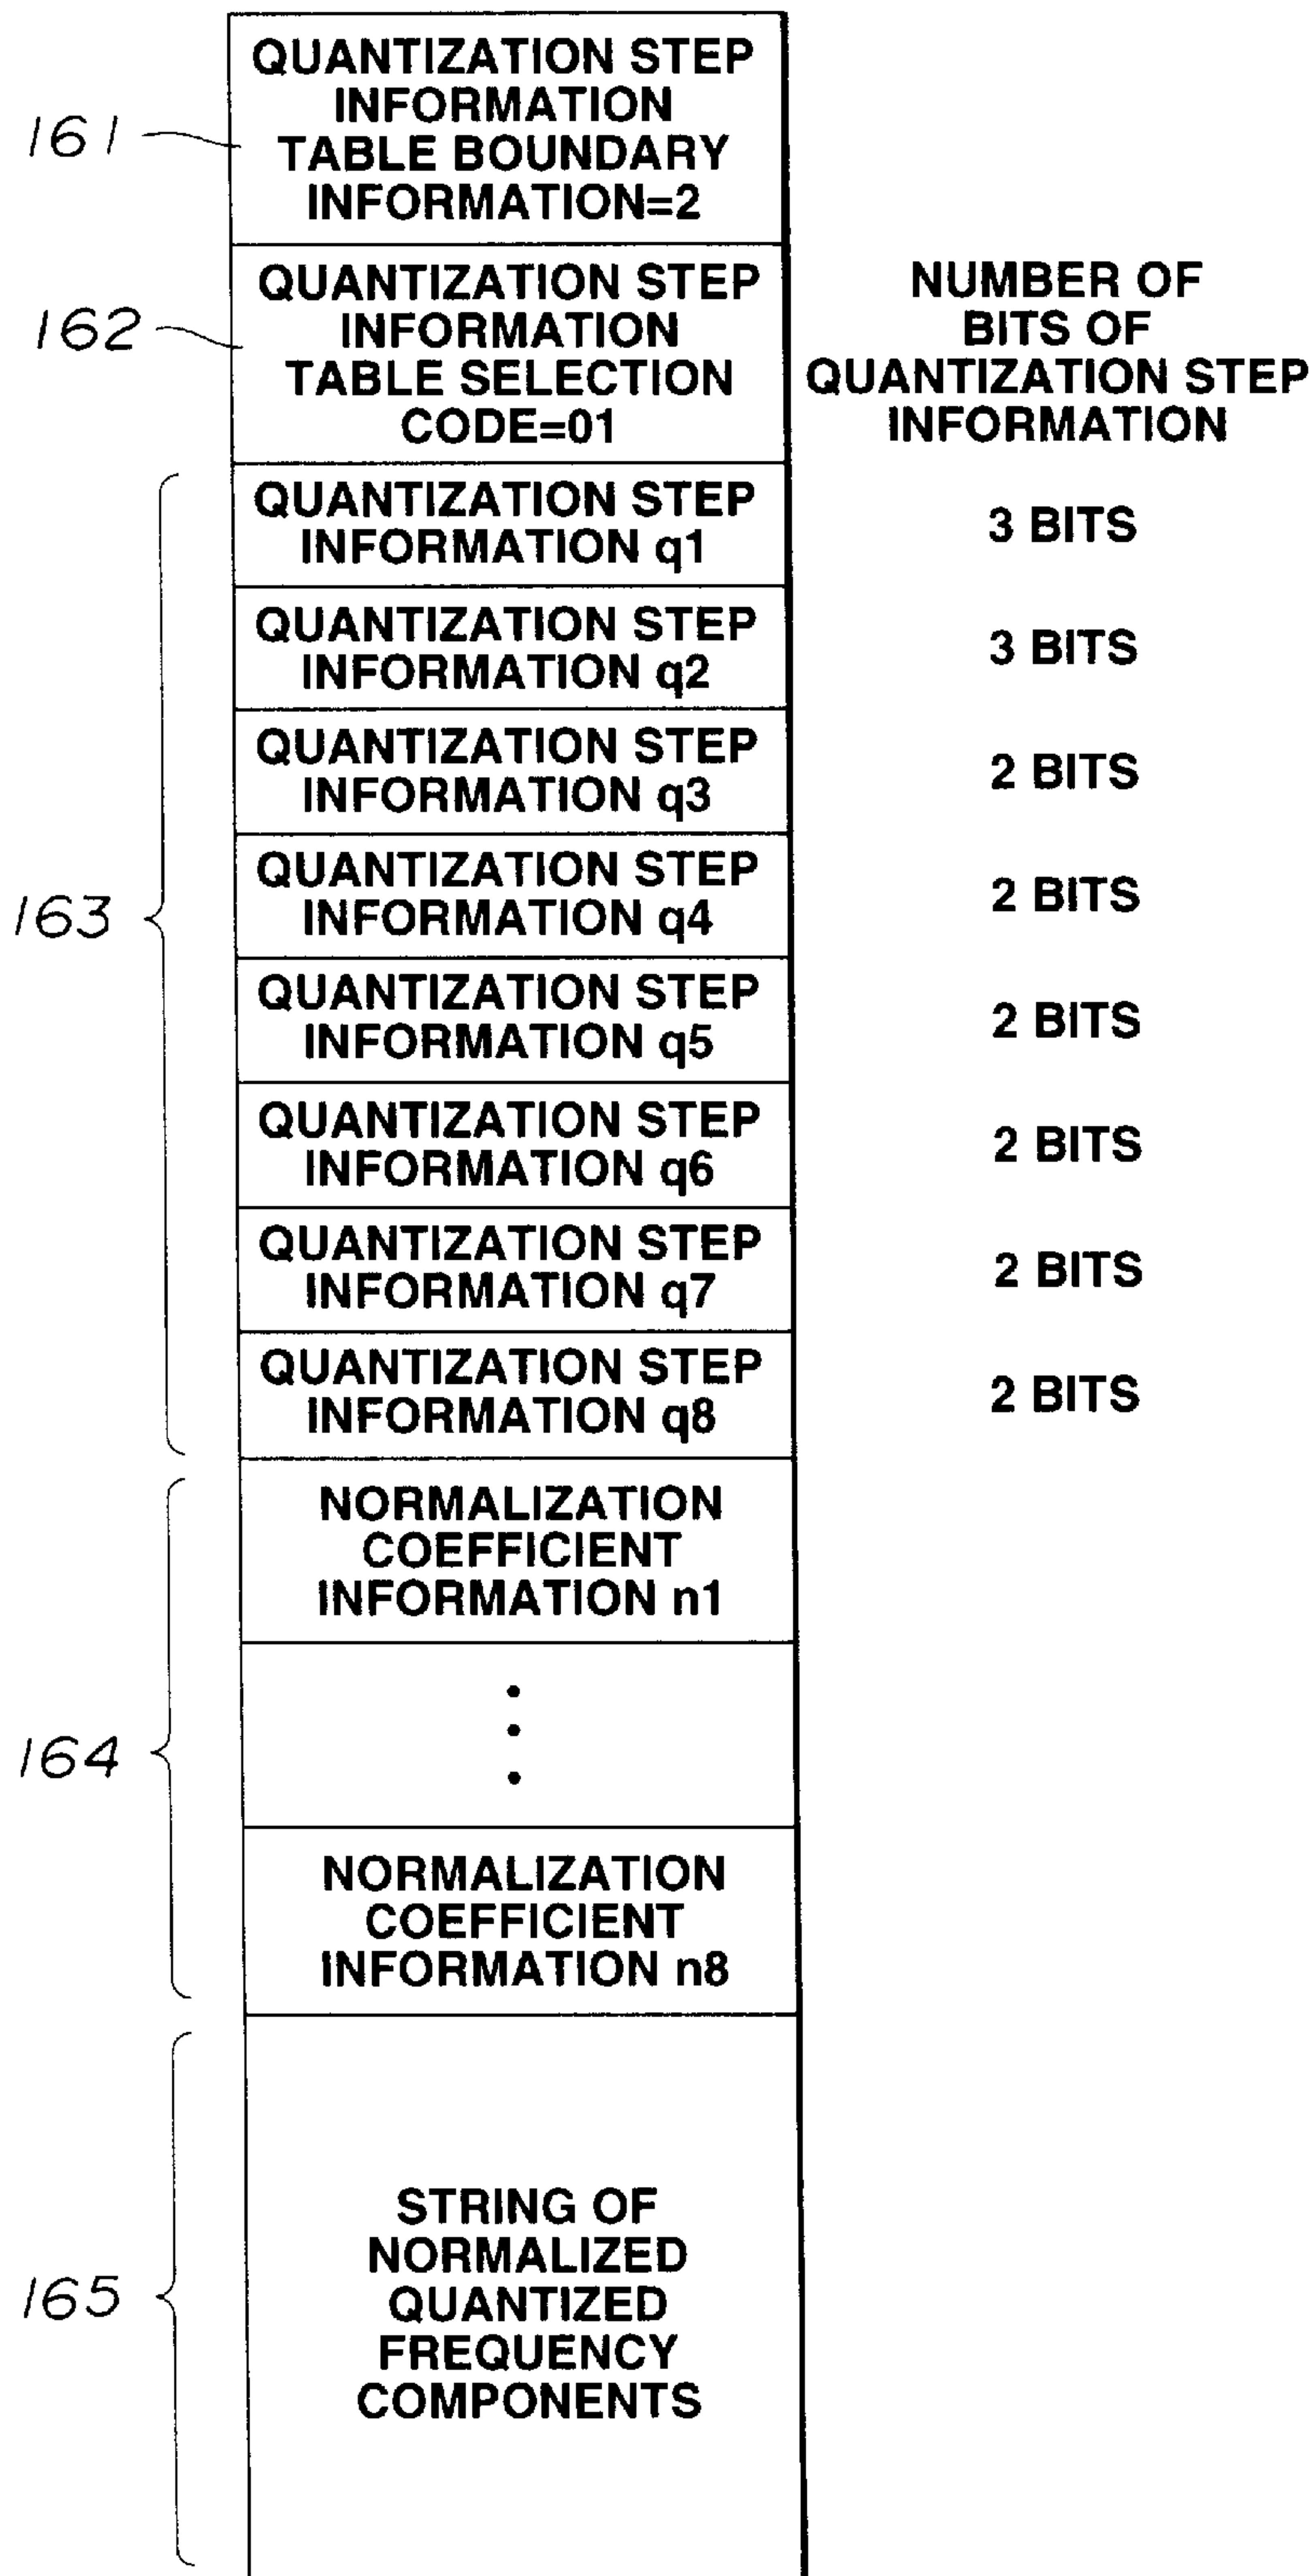 QUANTIZATION STEP
INFORMATION
TABLE BOUNDARY
INFORMATION=2
161
QUANTIZATION STEP
INFORMATION
TABLE SELECTION
CODE=01
162
NUMBER OF
BITS OF
QUANTIZATION STEP
INFORMATION
QUANTIZATION STEP
INFORMATION q1
3 BITS
QUANTIZATION STEP
INFORMATION q2
3 BITS
QUANTIZATION STEP
INFORMATION q3
2 BITS
QUANTIZATION STEP
INFORMATION q4
2 BITS
163
QUANTIZATION STEP
INFORMATION q5
2 BITS
QUANTIZATION STEP
INFORMATION q6
2 BITS
QUANTIZATION STEP
INFORMATION q7
2 BITS
QUANTIZATION STEP
INFORMATION q8
2 BITS
NORMALIZATION
COEFFICIENT
INFORMATION n1
164
NORMALIZATION
COEFFICIENT
INFORMATION n8
STRING OF
NORMALIZED
QUANTIZED
FREQUENCY
COMPONENTS
165